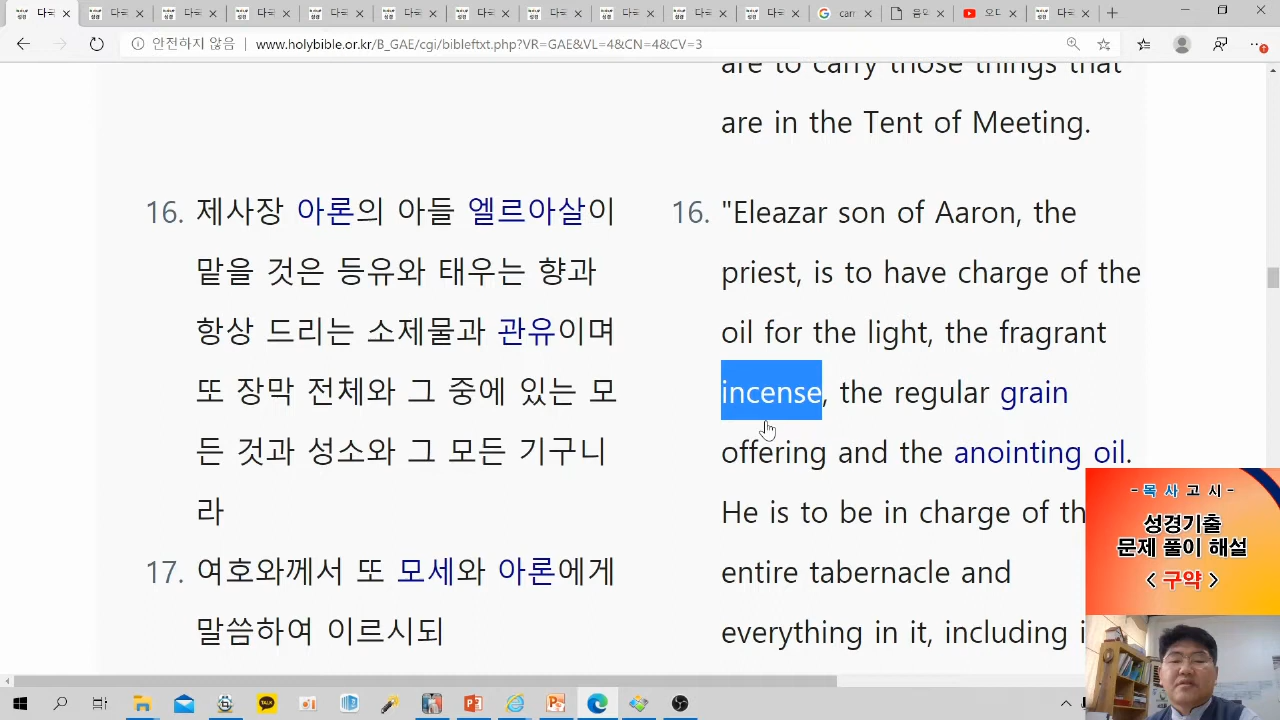 안전하지 않음
www.holybible.or.kr/B_GAE/cgi/bibleftxt.php?VR=GAE&VL=4&CN=4&CV=3
are to carry those things that
are in the Tent of Meeting.
16. 제사장 아론의 아들 엘르아살이
맡을 것은 등유와 태우는 향과
항상 드리는 소제물과 관유이며
또 장막 전체와 그 중에 있는 모
든 것과 성소와 그 모든 기구니
라
17. 여호와께서 또 모세와 아론에게
말씀하여 이르시되
16. "Eleazar son of Aaron, the
priest, is to have charge of the
oil for the light, the fragrant
incense, the regular grain
offering and the anointing oil.
He is to be in charge of th
entire tabernacle and
everything in it, including i
- 목 사 고 시 -
성경기출
문제 풀이 해설
< 구약 >